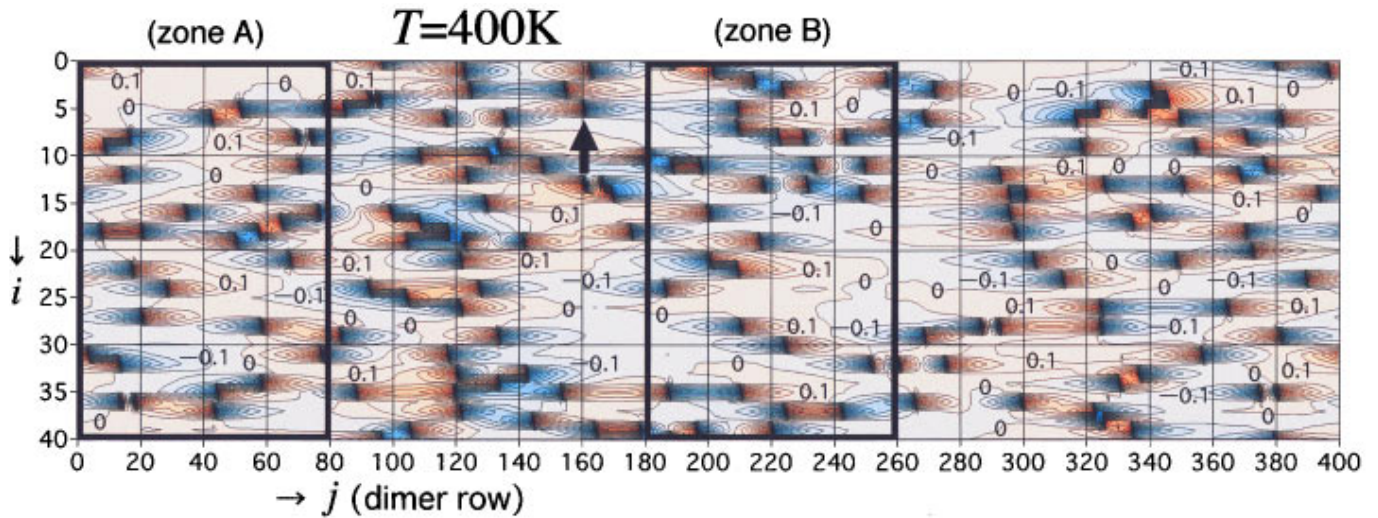 (zone A) T=400K (zone B)
0
5
10
15
20
25
30
35
40
↓
i
0.1 0 -0.1 0.1 0 -0.1 0.1
0 0.1 0
0.1 -0.1
0 0.1 0 0
0 0
0.1 -0.1 0.1 0
0
0.1 0.1 0.1 0
0.1 -0.1 0 -0.1 0
-0.1 0 0 0.1 0.1
0 0 0.1 -0.1 -0.1
-0.1 0 -0.1 0 0.1 0 0.1
0.1 0.1 0 -0.1
0 0 0
0 20 40 60 80 100 120 140 160 180 200 220 240 260 280 300 320 340 360 380 400
→ j (dimer row)